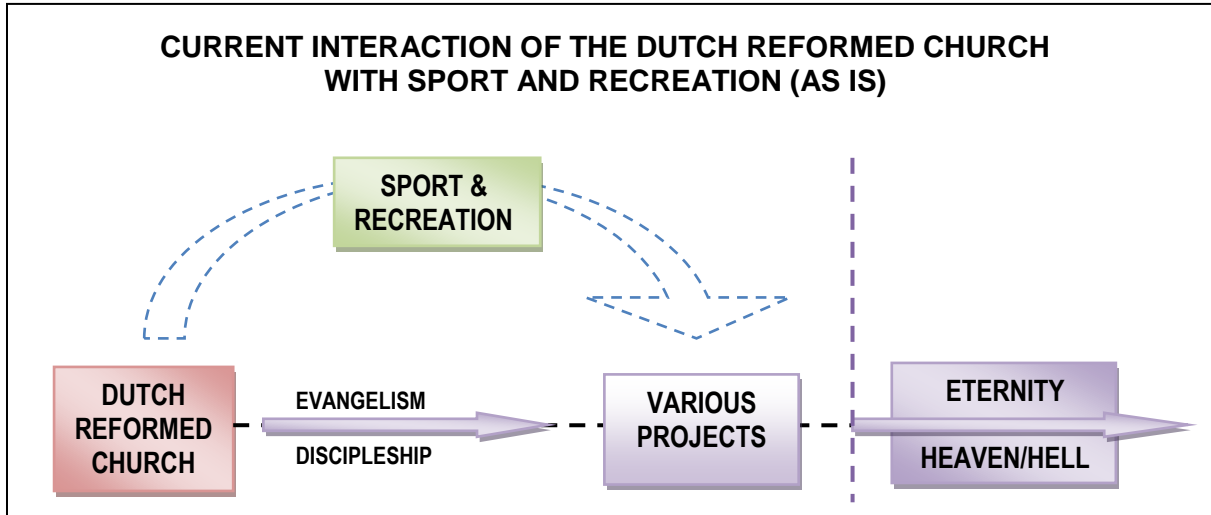 CURRENT INTERACTION OF THE DUTCH REFORMED CHURCH
WITH SPORT AND RECREATION (AS IS)
SPORT &
RECREATION
DUTCH
REFORMED
CHURCH
EVANGELISM
DISCIPLESHIP
VARIOUS
PROJECTS
ETERNITY
HEAVEN/HELL